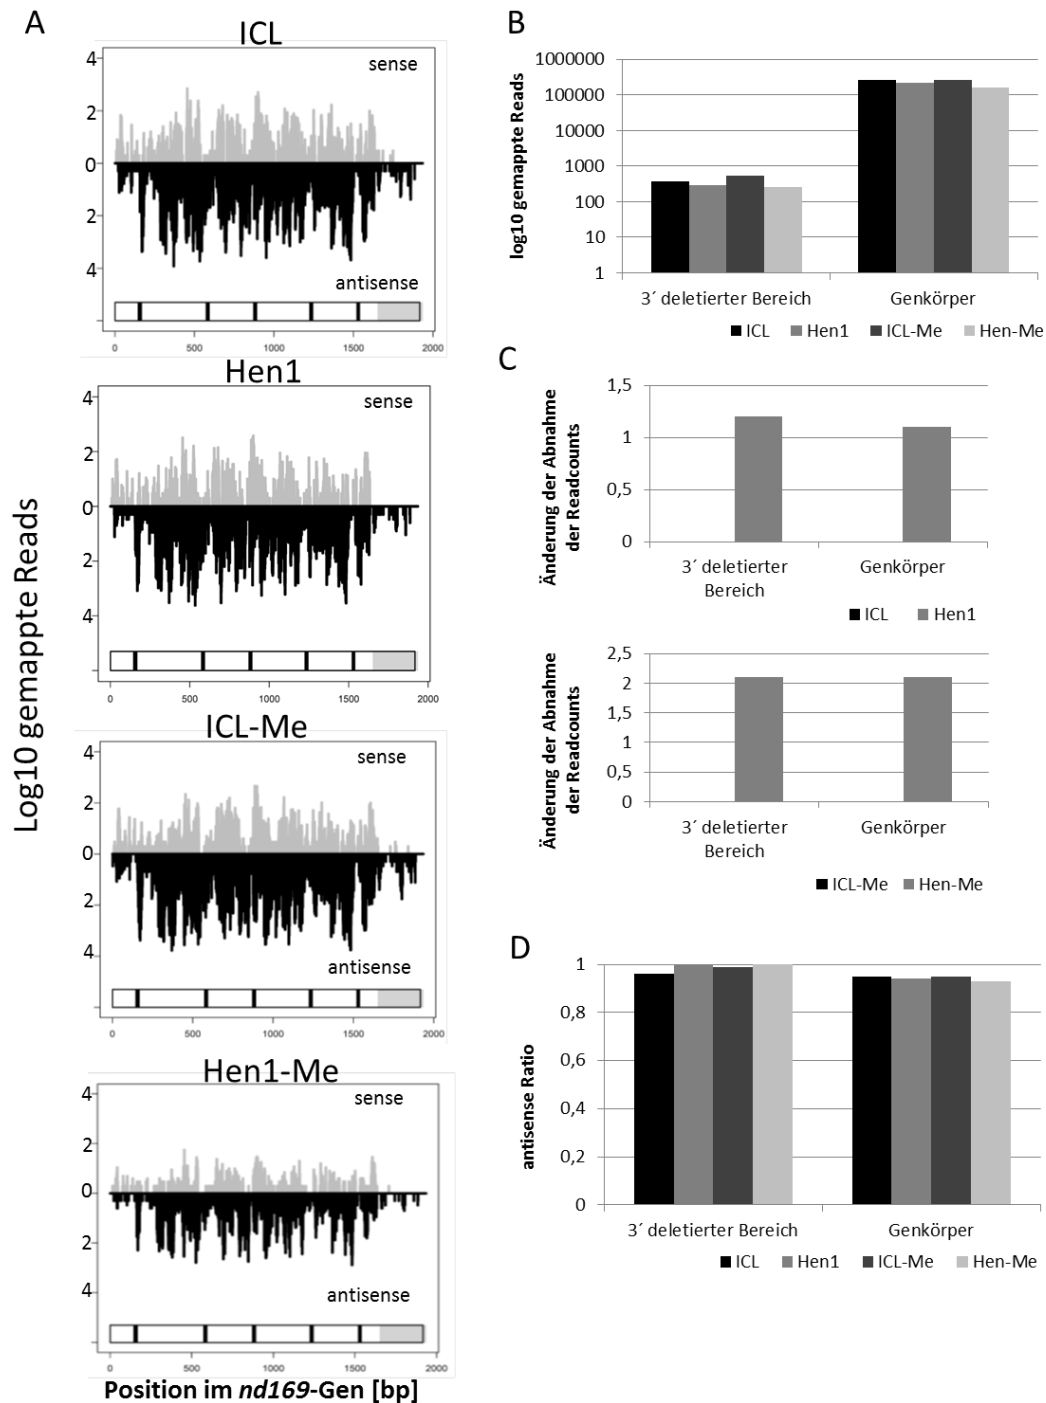 A
ICL
4
sense
2
0
2
4
antisense
0 500 1000 1500 2000
Hen1
4
sense
2
0
2
4
0 500 1000 1500 2000
ICL-Me
4
sense
2
0
2
4
antisense
0 500 1000 1500 2000
Hen1-Me
4
sense
2
0
2
4
antisense
0 500 1000 1500 2000
Log10 gemappte Reads
Position im nd169-Gen [bp]
B
log10 gemappte Reads
1000000
100000
10000
1000
100
10
1
3´ deletierter Bereich Genkörper
ICL Hen1 ICL-Me Hen-Me
C
Änderung der Abnahme
der Readcounts
1,5
1
0,5
0
3´ deletierter Genkörper
Bereich
ICL Hen1
Änderung der Abnahme
der Readcounts
2,5
2
1,5
1
0,5
0
3´ deletierter Genkörper
Bereich
ICL-Me Hen-Me
D
antisense Ratio
1
0,8
0,6
0,4
0,2
0
3´ deletierter Bereich Genkörper
ICL Hen1 ICL-Me Hen-Me